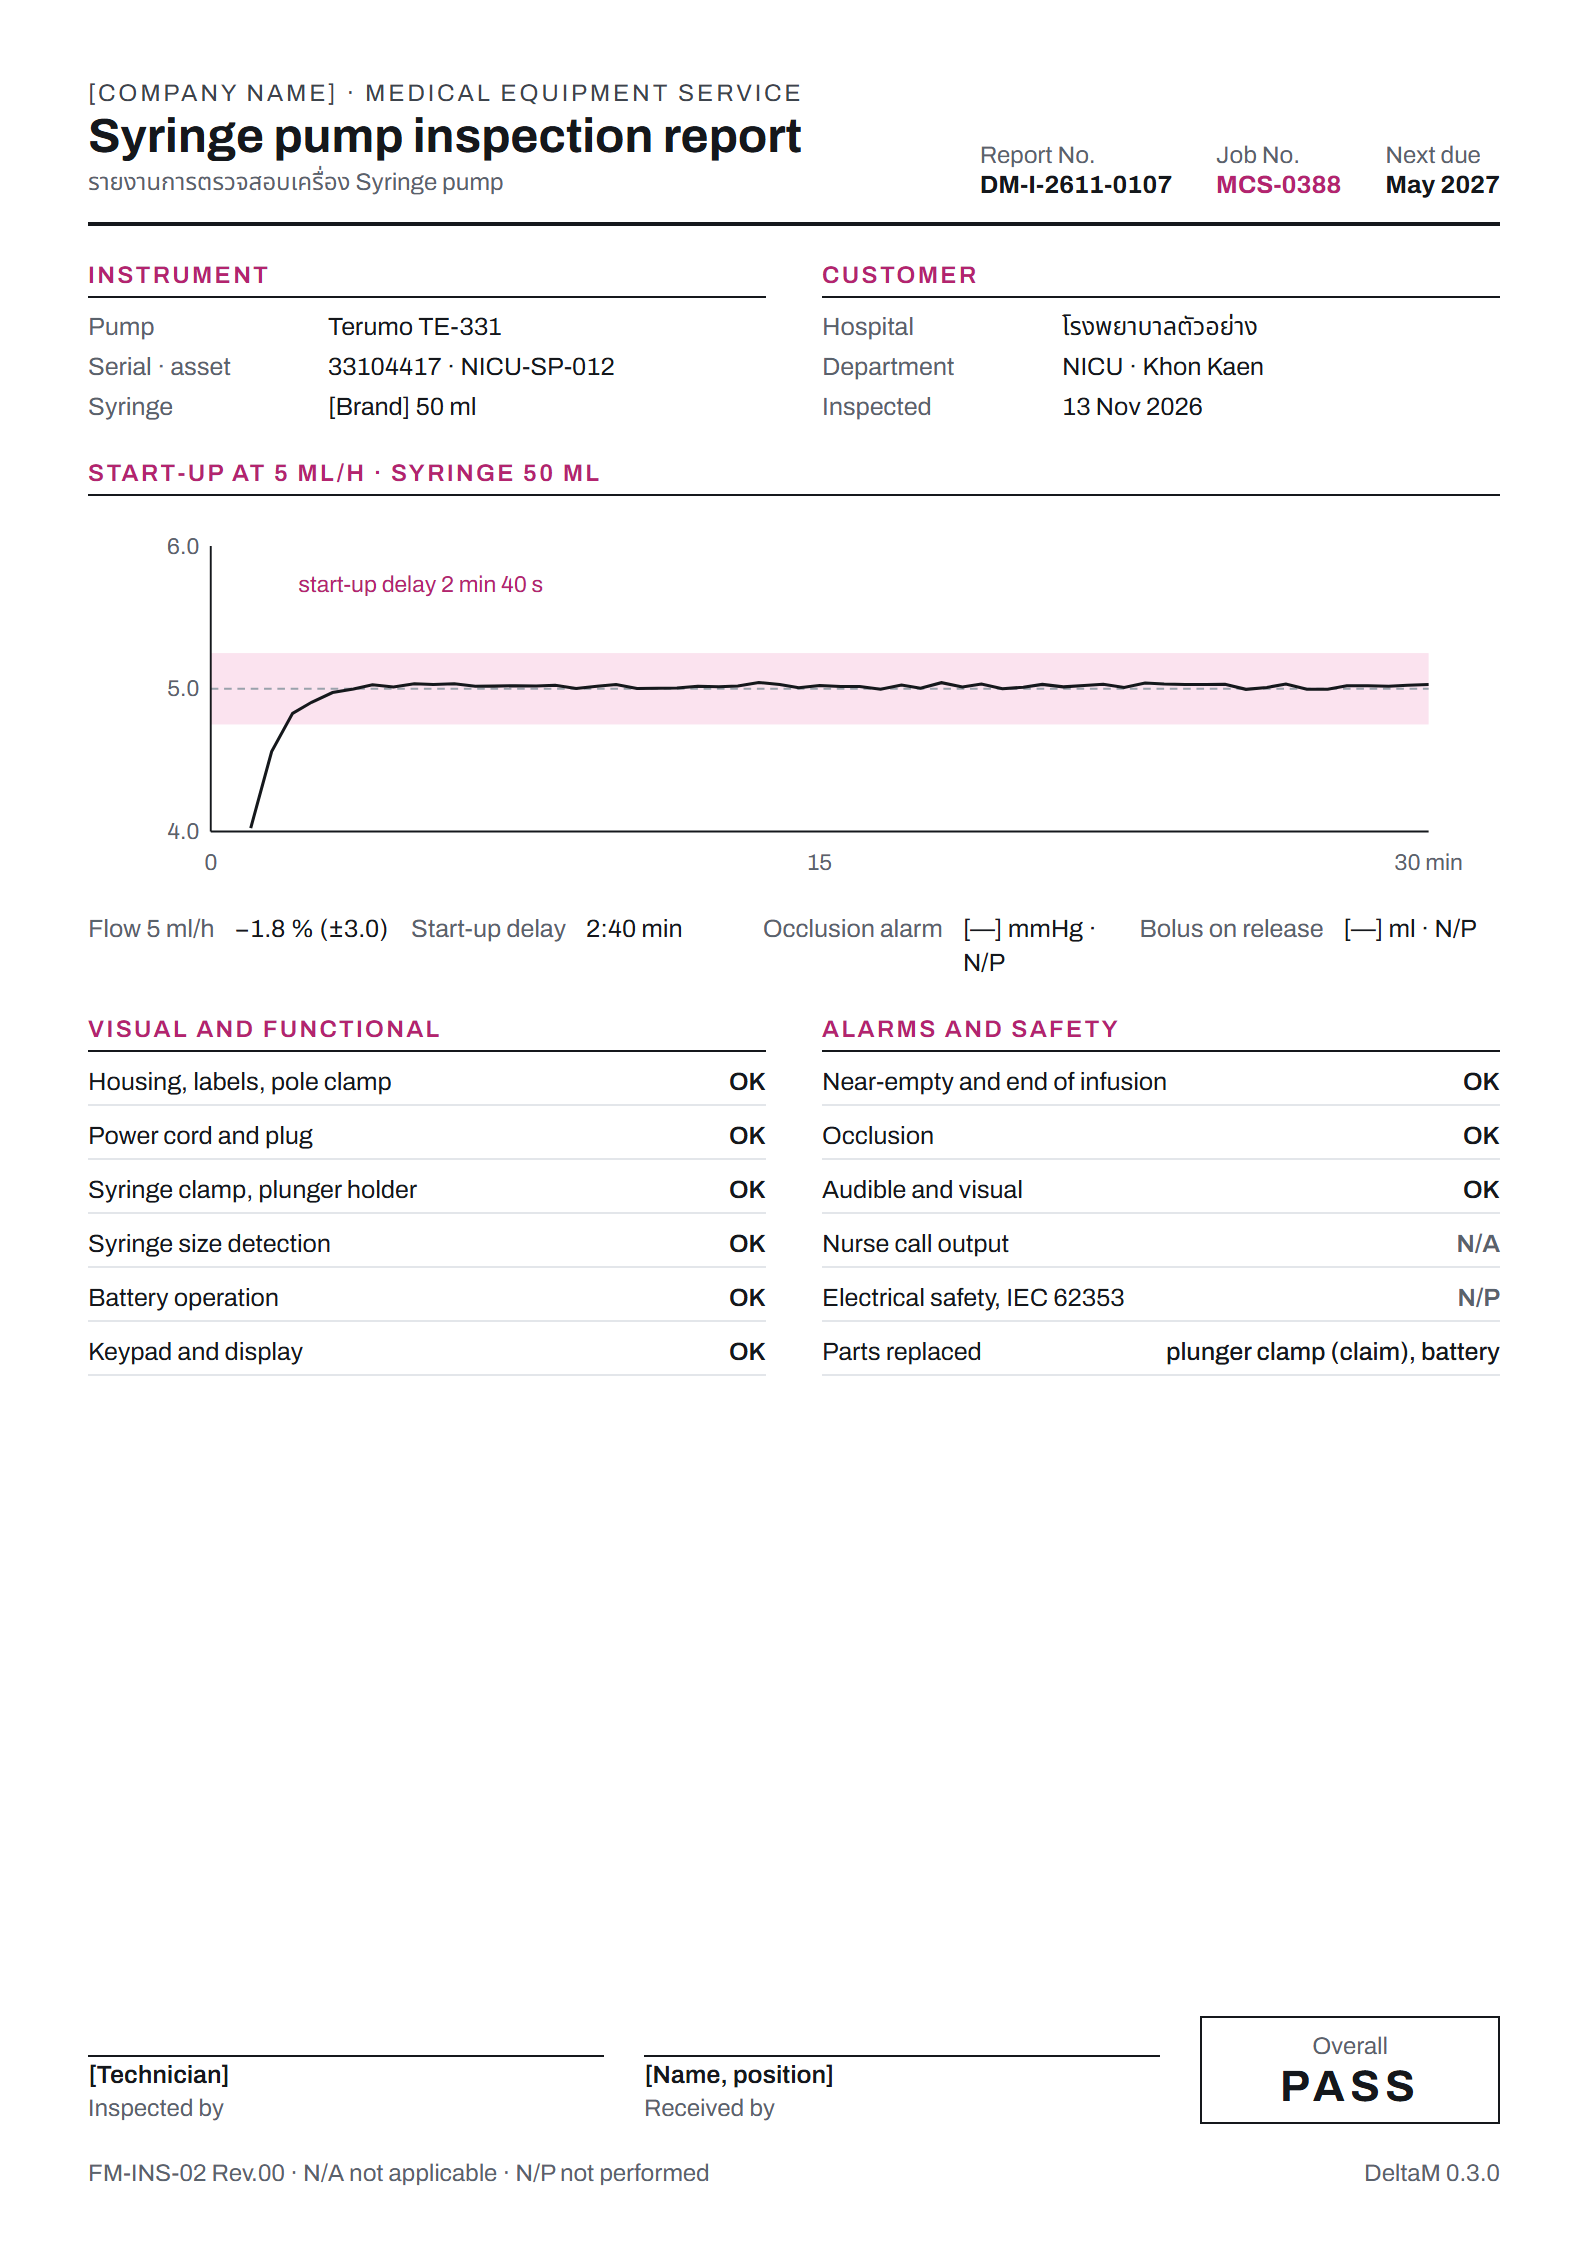 [COMPANY NAME] · MEDICAL EQUIPMENT SERVICE
Syringe pump inspection report
รายงานการตรวจสอบเครื่อง Syringe pump
Report No.
DM-I-2611-0107
Job No.
MCS-0388
Next due
May 2027
INSTRUMENT
Pump Terumo TE-331
Serial · asset 33104417 · NICU-SP-012
Syringe [Brand] 50 ml
CUSTOMER
Hospital โรงพยาบาลตัวอย่าง
Department NICU · Khon Kaen
Inspected 13 Nov 2026
START-UP AT 5 ML/H · SYRINGE 50 ML
6.0
start-up delay 2 min 40 s
5.0
4.0
0 15 30 min
Flow 5 ml/h −1.8 % (±3.0) Start-up delay 2:40 min Occlusion alarm [—] mmHg · N/P Bolus on release [—] ml · N/P
VISUAL AND FUNCTIONAL
Housing, labels, pole clamp OK
Power cord and plug OK
Syringe clamp, plunger holder OK
Syringe size detection OK
Battery operation OK
Keypad and display OK
ALARMS AND SAFETY
Near-empty and end of infusion OK
Occlusion OK
Audible and visual OK
Nurse call output N/A
Electrical safety, IEC 62353 N/P
Parts replaced plunger clamp (claim), battery
[Technician]
Inspected by
[Name, position]
Received by
Overall
PASS
FM-INS-02 Rev.00 · N/A not applicable · N/P not performed
DeltaM 0.3.0